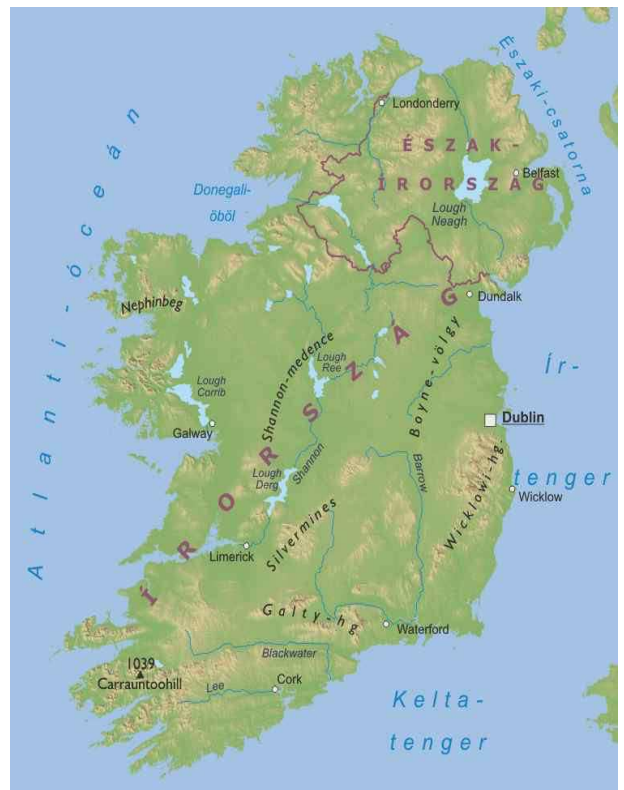 Északi-csatorna
Londonderry
ÉSZAK-
ÍRORSZÁG
Belfast
Donegali-
öböl
Lough
Neagh
Atlanti-óceán
Nephinbeg
Dundalk
ÍRORSZÁG
Shannon-medence
Lough
Ree
Boyne-völgy
Ír-
tenger
Lough
Corrib
Galway
Dublin
Lough
Derg
Shannon
Barrow
Wicklowi-hg.
Wicklow
Silvermines
Limerick
Galty-hg.
Waterford
Blackwater
1039
Carrauntoohill
Lee
Cork
Kelta-
tenger